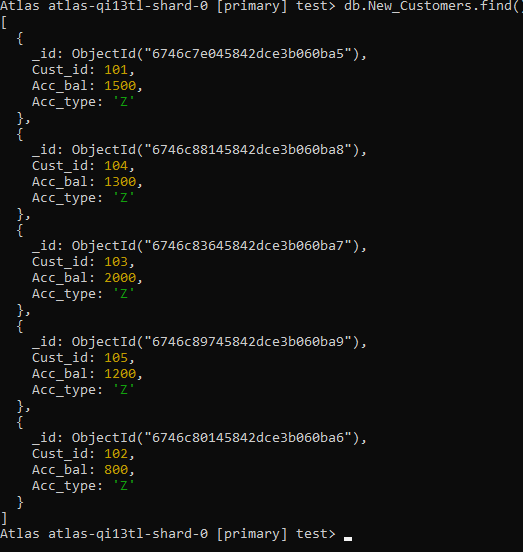 Atlas atlas-qi13tl-shard-0 [primary] test> db.New_Customers.find()
[
  {
    _id: ObjectId("6746c7e045842dce3b060ba5"),
    Cust_id: 101,
    Acc_bal: 1500,
    Acc_type: 'Z'
  },
  {
    _id: ObjectId("6746c88145842dce3b060ba8"),
    Cust_id: 104,
    Acc_bal: 1300,
    Acc_type: 'Z'
  },
  {
    _id: ObjectId("6746c83645842dce3b060ba7"),
    Cust_id: 103,
    Acc_bal: 2000,
    Acc_type: 'Z'
  },
  {
    _id: ObjectId("6746c89745842dce3b060ba9"),
    Cust_id: 105,
    Acc_bal: 1200,
    Acc_type: 'Z'
  },
  {
    _id: ObjectId("6746c80145842dce3b060ba6"),
    Cust_id: 102,
    Acc_bal: 800,
    Acc_type: 'Z'
  }
]
Atlas atlas-qi13tl-shard-0 [primary] test>